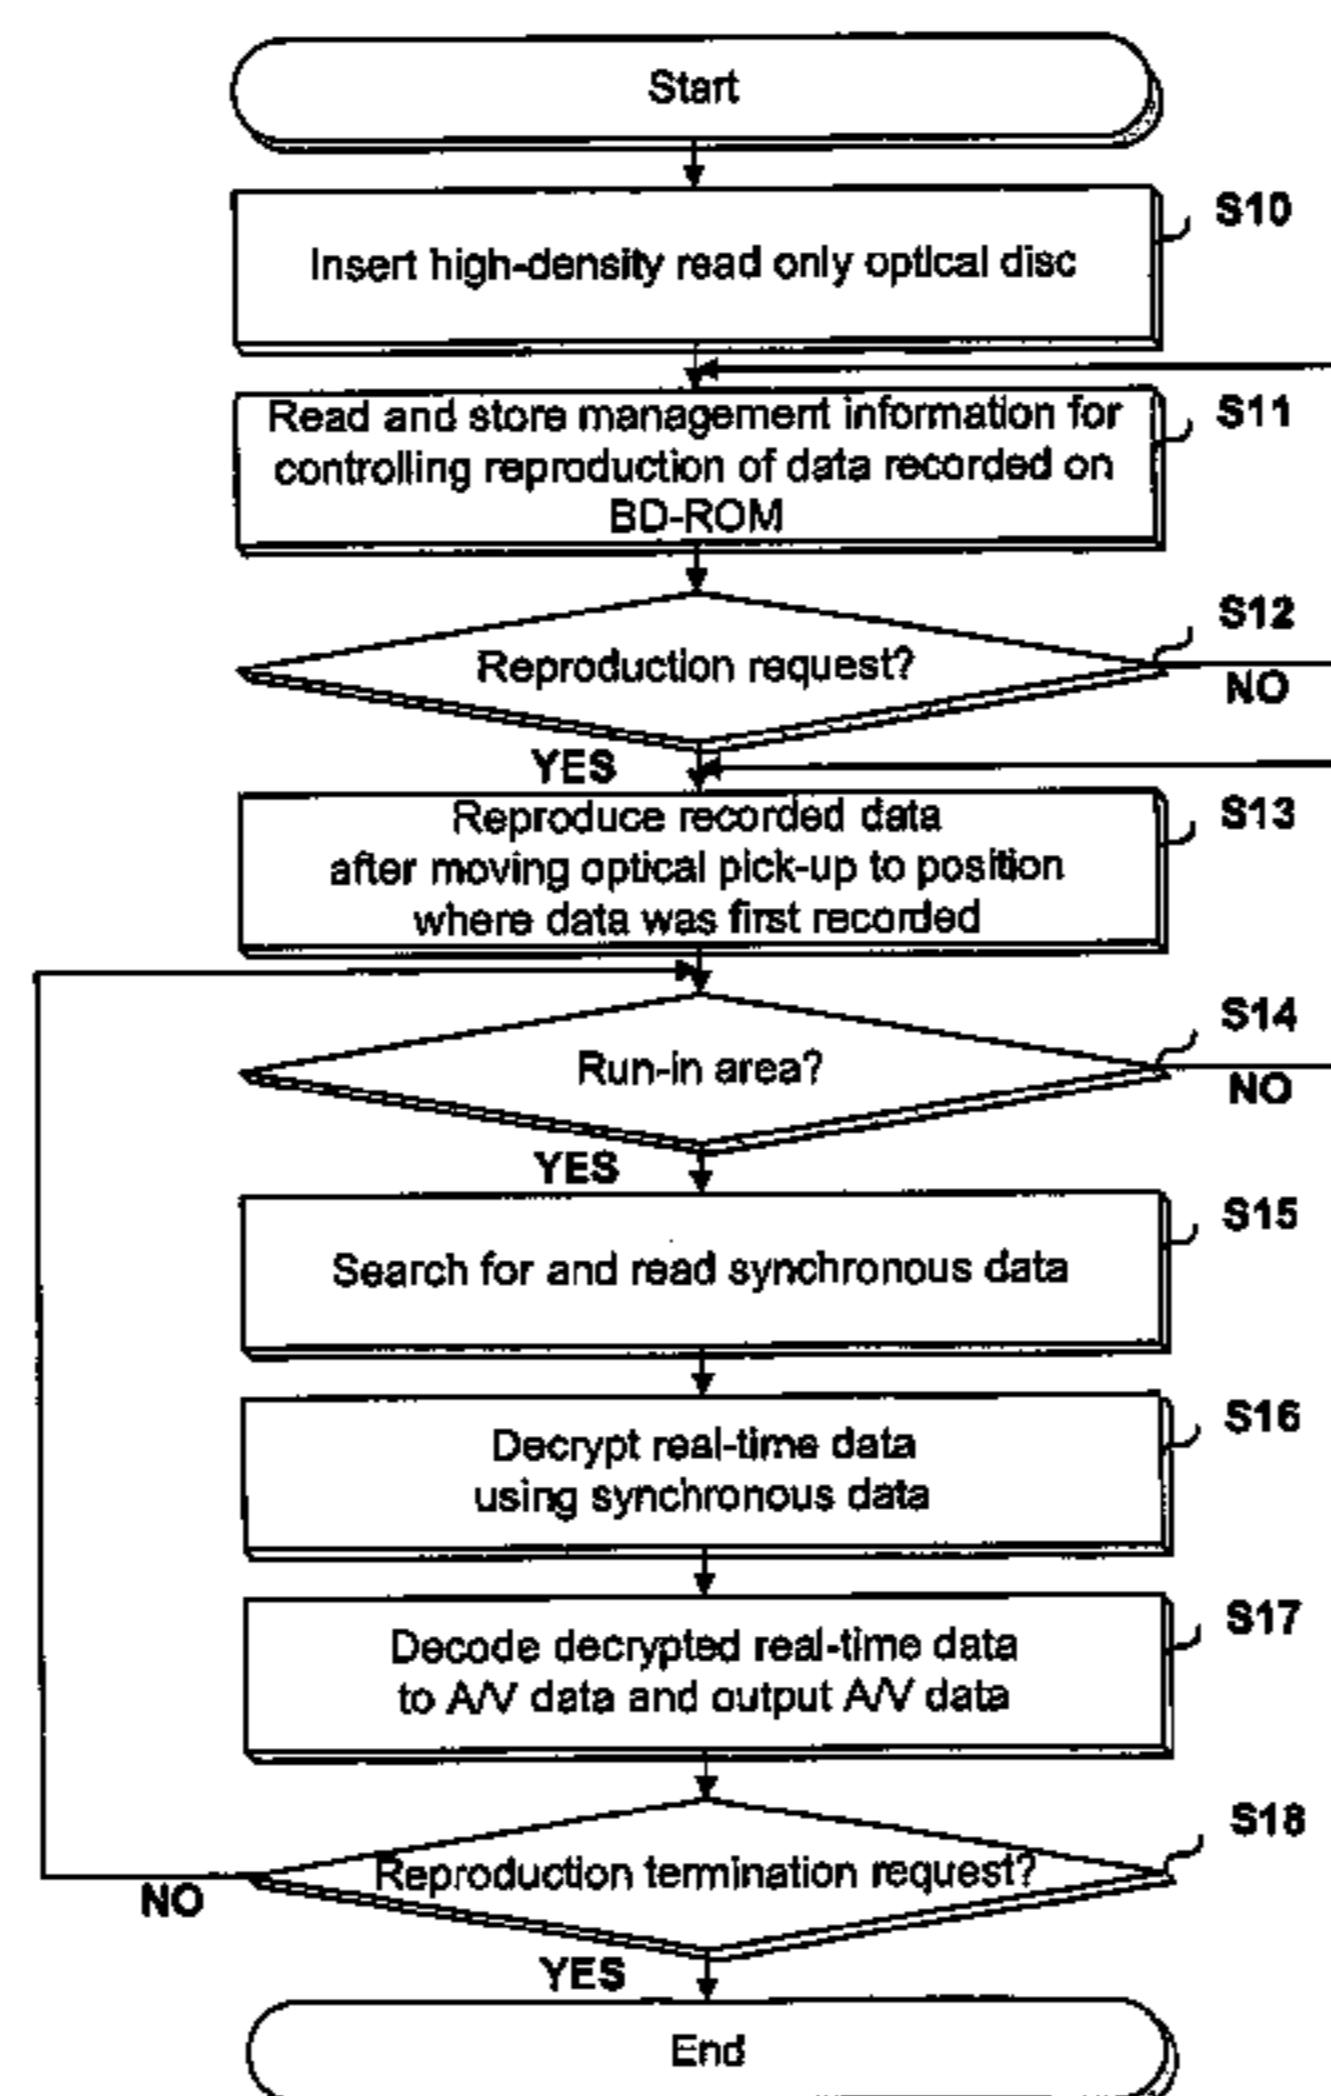 Start
S10
Insert high-density read only optical disc
S11
Read and store management information for
controlling reproduction of data recorded on
BD-ROM
S12
Reproduction request?
NO
YES
S13
Reproduce recorded data
after moving optical pick-up to position
where data was first recorded
S14
Run-in area?
NO
YES
S15
Search for and read synchronous data
S16
Decrypt real-time data
using synchronous data
S17
Decode decrypted real-time data
to A/V data and output A/V data
S18
Reproduction termination request?
NO
YES
End